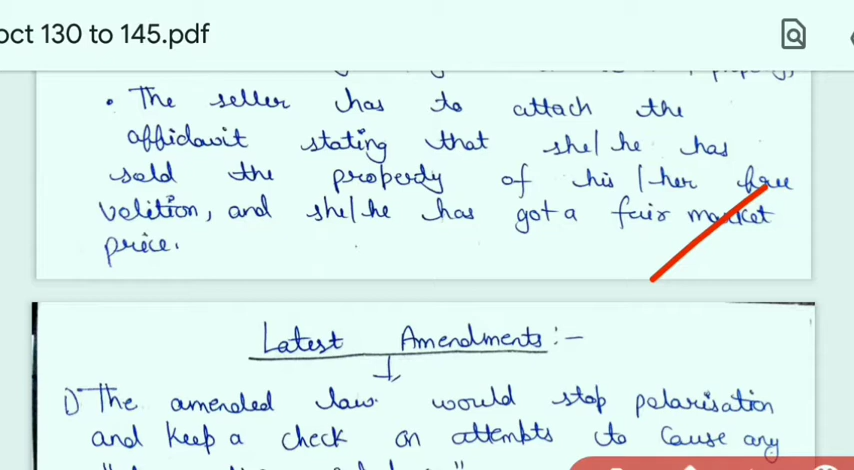 oct 130 to 145.pdf
• The seller has to attach the
affidavit stating that she/he has
sold the property of his/her free
volition, and she/he has got a fair market
price.
Latest Amendments:-
1) The amended law would stop polarisation
and keep a check on attempts to cause any